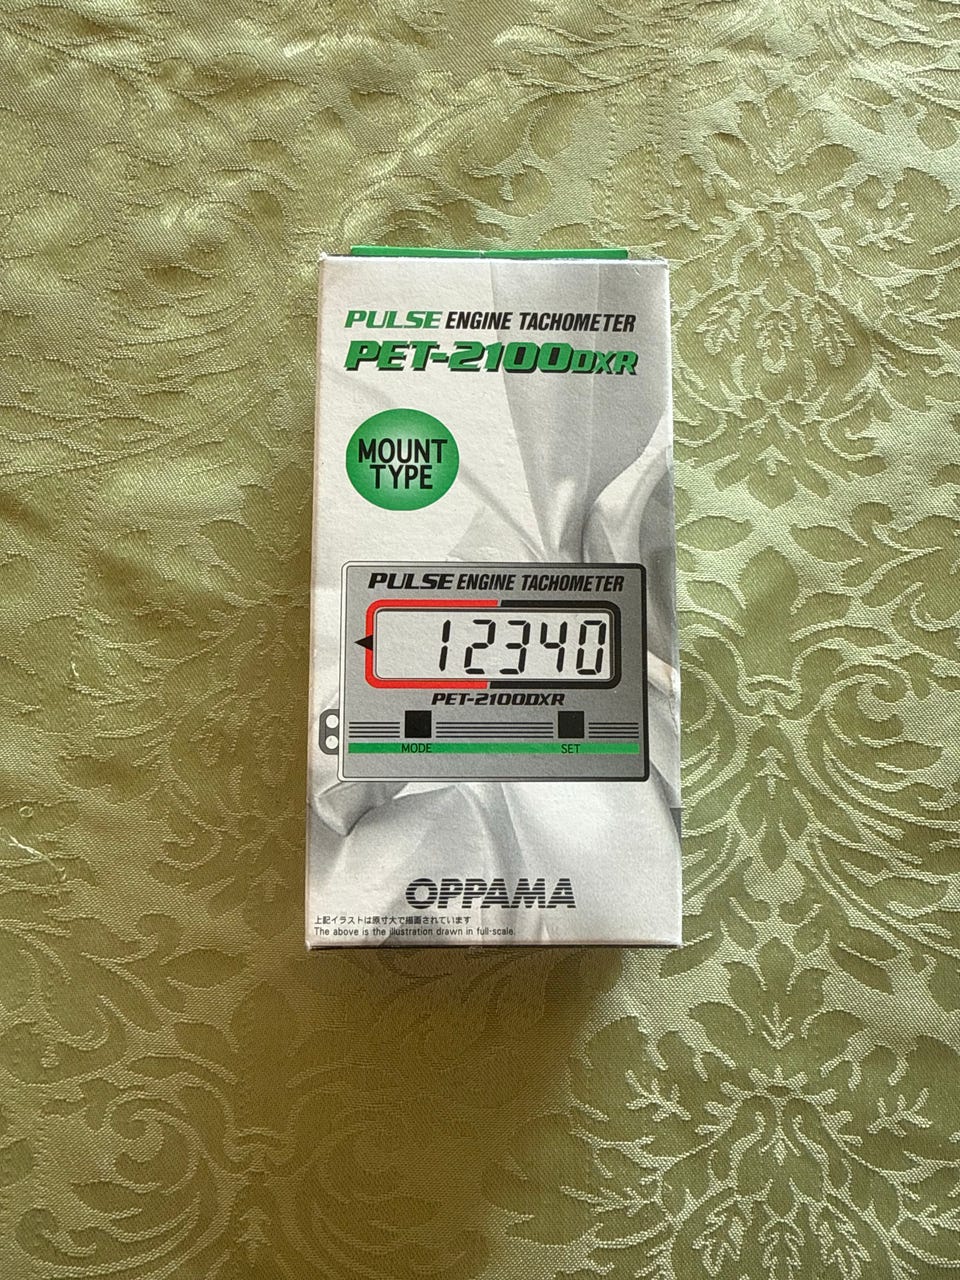 PULSE ENGINE TACHOMETER
PET-2100DXR
MOUNT
TYPE
PULSE ENGINE TACHOMETER
12340
PET-2100DXR
MODE SET
OPPAMA
上記イラストは原寸大で描画されています
The above is the illustration drawn in full-scale.